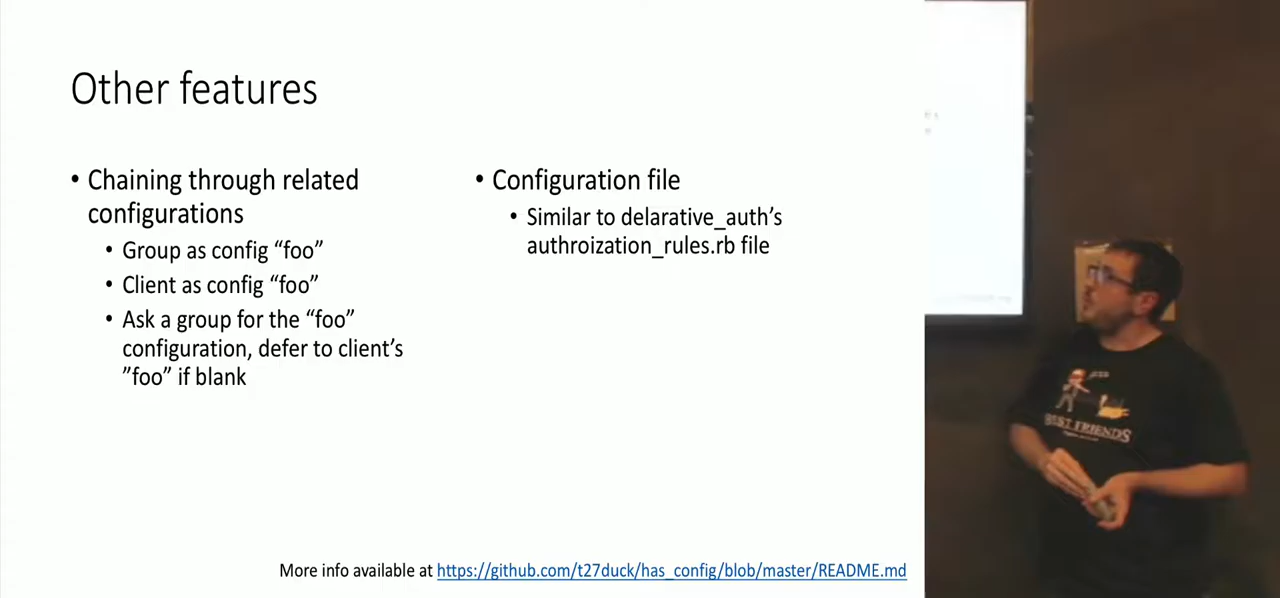 Other features
• Chaining through related
configurations
• Group as config “foo”
• Client as config “foo”
• Ask a group for the “foo”
configuration, defer to client’s
”foo” if blank
• Configuration file
• Similar to delarative_auth’s
authroization_rules.rb file
More info available at https://github.com/t27duck/has_config/blob/master/README.md
BEST FRIENDS